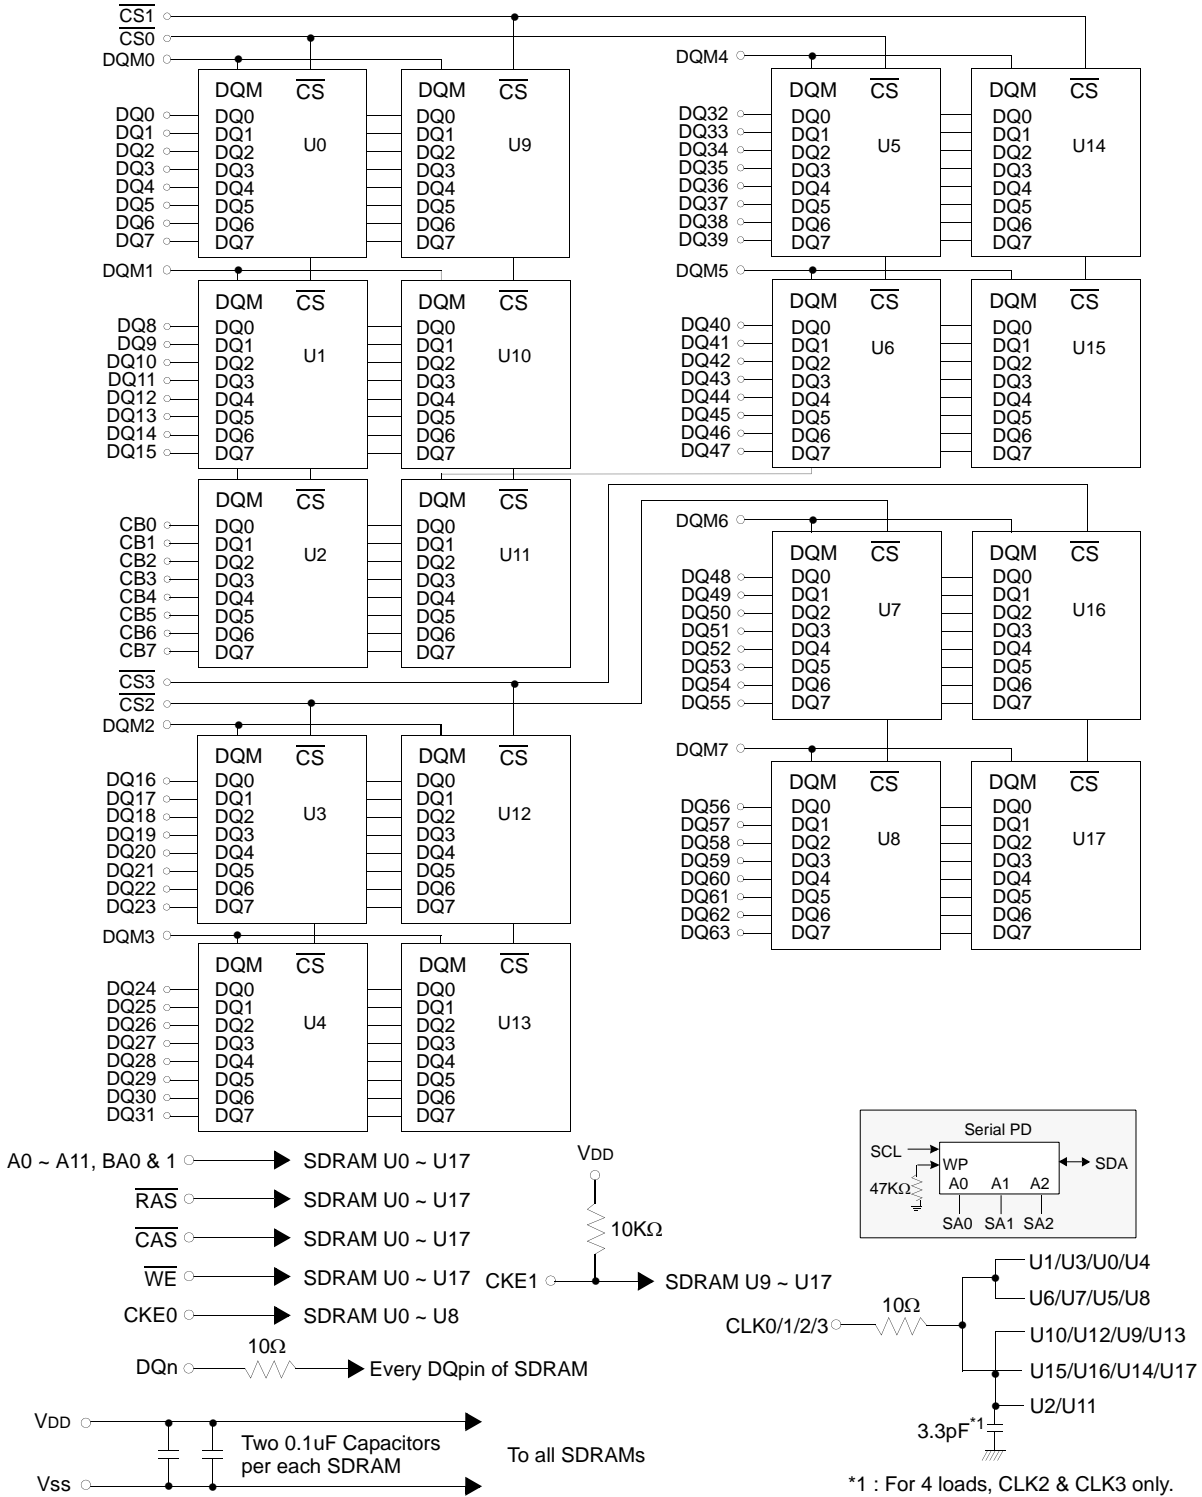 CS1
CS0
DQM0
DQM CS
DQ0 DQ0
DQ1 DQ1
DQ2 DQ2
DQ3 DQ3
DQ4 DQ4
DQ5 DQ5
DQ6 DQ6
DQ7 DQ7
U0
DQM CS
DQ0
DQ1
DQ2
DQ3
DQ4
DQ5
DQ6
DQ7
U9
DQM1
DQM CS
DQ8 DQ0
DQ9 DQ1
DQ10 DQ2
DQ11 DQ3
DQ12 DQ4
DQ13 DQ5
DQ14 DQ6
DQ15 DQ7
U1
DQM CS
DQ0
DQ1
DQ2
DQ3
DQ4
DQ5
DQ6
DQ7
U10
DQM CS
CB0 DQ0
CB1 DQ1
CB2 DQ2
CB3 DQ3
CB4 DQ4
CB5 DQ5
CB6 DQ6
CB7 DQ7
U2
DQM CS
DQ0
DQ1
DQ2
DQ3
DQ4
DQ5
DQ6
DQ7
U11
CS3
CS2
DQM2
DQM CS
DQ16 DQ0
DQ17 DQ1
DQ18 DQ2
DQ19 DQ3
DQ20 DQ4
DQ21 DQ5
DQ22 DQ6
DQ23 DQ7
U3
DQM CS
DQ0
DQ1
DQ2
DQ3
DQ4
DQ5
DQ6
DQ7
U12
DQM3
DQM CS
DQ24 DQ0
DQ25 DQ1
DQ26 DQ2
DQ27 DQ3
DQ28 DQ4
DQ29 DQ5
DQ30 DQ6
DQ31 DQ7
U4
DQM CS
DQ0
DQ1
DQ2
DQ3
DQ4
DQ5
DQ6
DQ7
U13
DQM4
DQM CS
DQ32 DQ0
DQ33 DQ1
DQ34 DQ2
DQ35 DQ3
DQ36 DQ4
DQ37 DQ5
DQ38 DQ6
DQ39 DQ7
U5
DQM CS
DQ0
DQ1
DQ2
DQ3
DQ4
DQ5
DQ6
DQ7
U14
DQM5
DQM CS
DQ40 DQ0
DQ41 DQ1
DQ42 DQ2
DQ43 DQ3
DQ44 DQ4
DQ45 DQ5
DQ46 DQ6
DQ47 DQ7
U6
DQM CS
DQ0
DQ1
DQ2
DQ3
DQ4
DQ5
DQ6
DQ7
U15
DQM6
DQM CS
DQ48 DQ0
DQ49 DQ1
DQ50 DQ2
DQ51 DQ3
DQ52 DQ4
DQ53 DQ5
DQ54 DQ6
DQ55 DQ7
U7
DQM CS
DQ0
DQ1
DQ2
DQ3
DQ4
DQ5
DQ6
DQ7
U16
DQM7
DQM CS
DQ56 DQ0
DQ57 DQ1
DQ58 DQ2
DQ59 DQ3
DQ60 DQ4
DQ61 DQ5
DQ62 DQ6
DQ63 DQ7
U8
DQM CS
DQ0
DQ1
DQ2
DQ3
DQ4
DQ5
DQ6
DQ7
U17
A0 ~ A11, BA0 & 1 SDRAM U0 ~ U17
RAS SDRAM U0 ~ U17
CAS SDRAM U0 ~ U17
WE SDRAM U0 ~ U17
CKE0 SDRAM U0 ~ U8
10Ω
DQn Every DQpin of SDRAM
VDD
Two 0.1uF Capacitors
per each SDRAM
To all SDRAMs
Vss
VDD
10KΩ
CKE1 SDRAM U9 ~ U17
Serial PD
SCL
WP
SDA
47KΩ
A0 A1 A2
SA0 SA1 SA2
CLK0/1/2/3
10Ω
U1/U3/U0/U4
U6/U7/U5/U8
U10/U12/U9/U13
U15/U16/U14/U17
U2/U11
3.3pF*1
*1 : For 4 loads, CLK2 & CLK3 only.